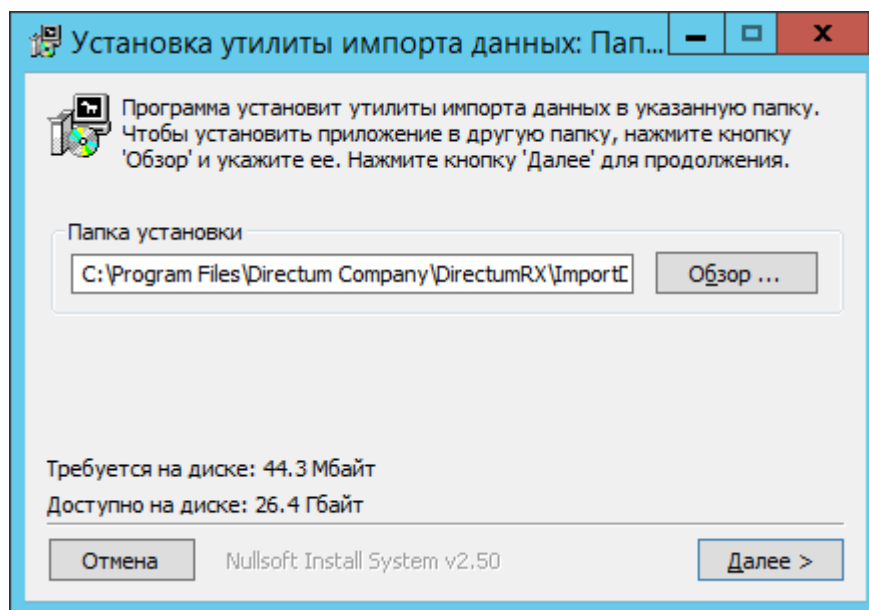 Установка утилиты импорта данных: Пап...
Программа установит утилиты импорта данных в указанную папку.
Чтобы установить приложение в другую папку, нажмите кнопку
'Обзор' и укажите ее. Нажмите кнопку 'Далее' для продолжения.
Папка установки
C:\Program Files\Directum Company\DirectumRX\ImportD
Обзор ...
Требуется на диске: 44.3 Мбайт
Доступно на диске: 26.4 Гбайт
Отмена
Nullsoft Install System v2.50
Далее >